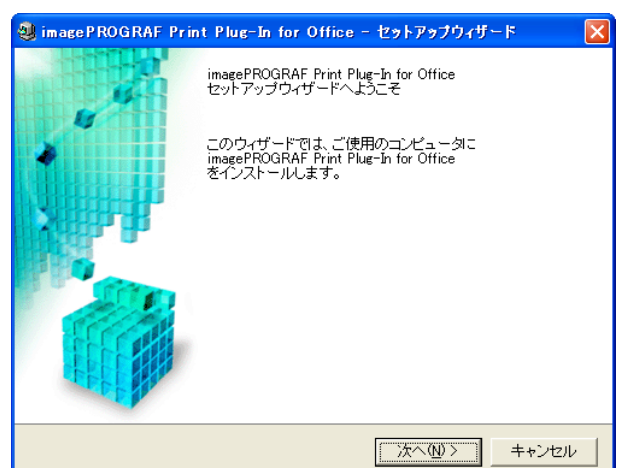 imagePROGRAF Print Plug-In for Office - セットアップウィザード
imagePROGRAF Print Plug-In for Office
セットアップウィザードへようこそ
このウィザードでは、ご使用のコンピュータに
imagePROGRAF Print Plug-In for Office
をインストールします。
次へ(N) >
キャンセル